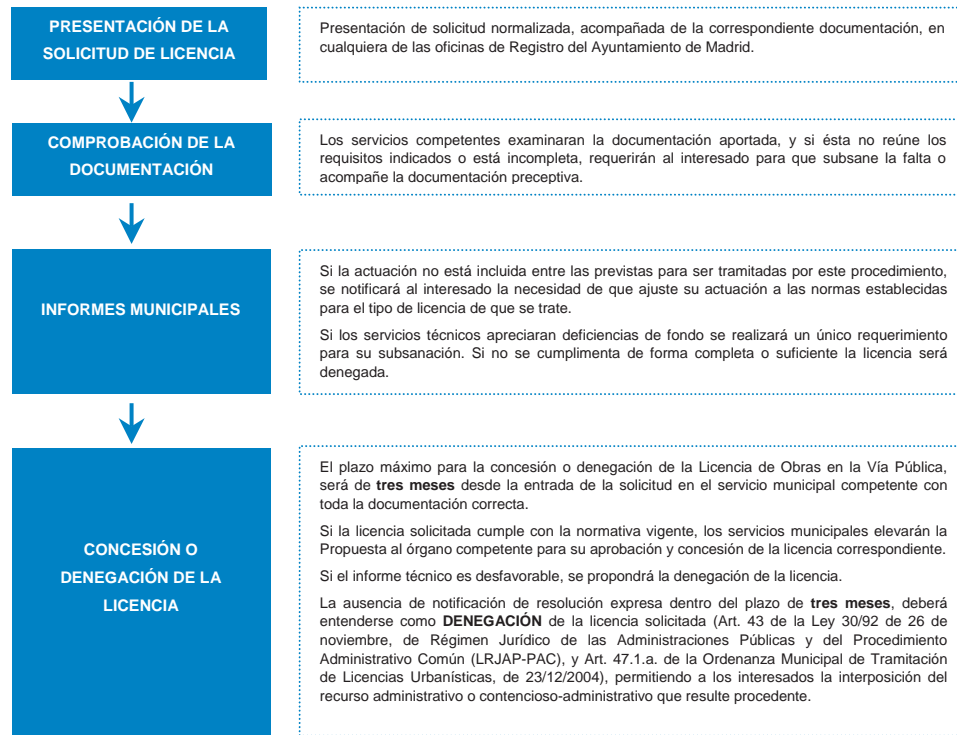 PRESENTACIÓN DE LA
SOLICITUD DE LICENCIA
Presentación de solicitud normalizada, acompañada de la correspondiente documentación, en
cualquiera de las oficinas de Registro del Ayuntamiento de Madrid.
COMPROBACIÓN DE LA
DOCUMENTACIÓN
Los servicios competentes examinaran la documentación aportada, y si ésta no reúne los
requisitos indicados o está incompleta, requerirán al interesado para que subsane la falta o
acompañe la documentación preceptiva.
INFORMES MUNICIPALES
Si la actuación no está incluida entre las previstas para ser tramitadas por este procedimiento,
se notificará al interesado la necesidad de que ajuste su actuación a las normas establecidas
para el tipo de licencia de que se trate.
Si los servicios técnicos apreciaran deficiencias de fondo se realizará un único requerimiento
para su subsanación. Si no se cumplimenta de forma completa o suficiente la licencia será
denegada.
CONCESIÓN O
DENEGACIÓN DE LA
LICENCIA
El plazo máximo para la concesión o denegación de la Licencia de Obras en la Vía Pública,
será de tres meses desde la entrada de la solicitud en el servicio municipal competente con
toda la documentación correcta.
Si la licencia solicitada cumple con la normativa vigente, los servicios municipales elevarán la
Propuesta al órgano competente para su aprobación y concesión de la licencia correspondiente.
Si el informe técnico es desfavorable, se propondrá la denegación de la licencia.
La ausencia de notificación de resolución expresa dentro del plazo de tres meses, deberá
entenderse como DENEGACIÓN de la licencia solicitada (Art. 43 de la Ley 30/92 de 26 de
noviembre, de Régimen Jurídico de las Administraciones Públicas y del Procedimiento
Administrativo Común (LRJAP-PAC), y Art. 47.1.a. de la Ordenanza Municipal de Tramitación
de Licencias Urbanísticas, de 23/12/2004), permitiendo a los interesados la interposición del
recurso administrativo o contencioso-administrativo que resulte procedente.